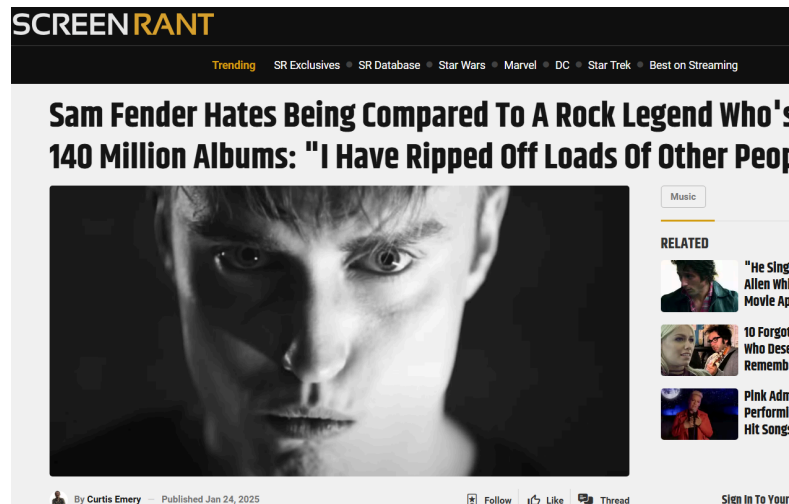 SCREENRANT
Trending SR Exclusives SR Database Star Wars Marvel DC Star Trek Best on Streaming
Sam Fender Hates Being Compared To A Rock Legend Who's
140 Million Albums: "I Have Ripped Off Loads Of Other Peop
Music
RELATED
"He Sing
Allen Whi
Movie Ap
10 Forgot
Who Dese
Rememb
Pink Adm
Performi
Hit Songs
By Curtis Emery — Published Jan 24, 2025
Follow Like Thread
Sign In To Your